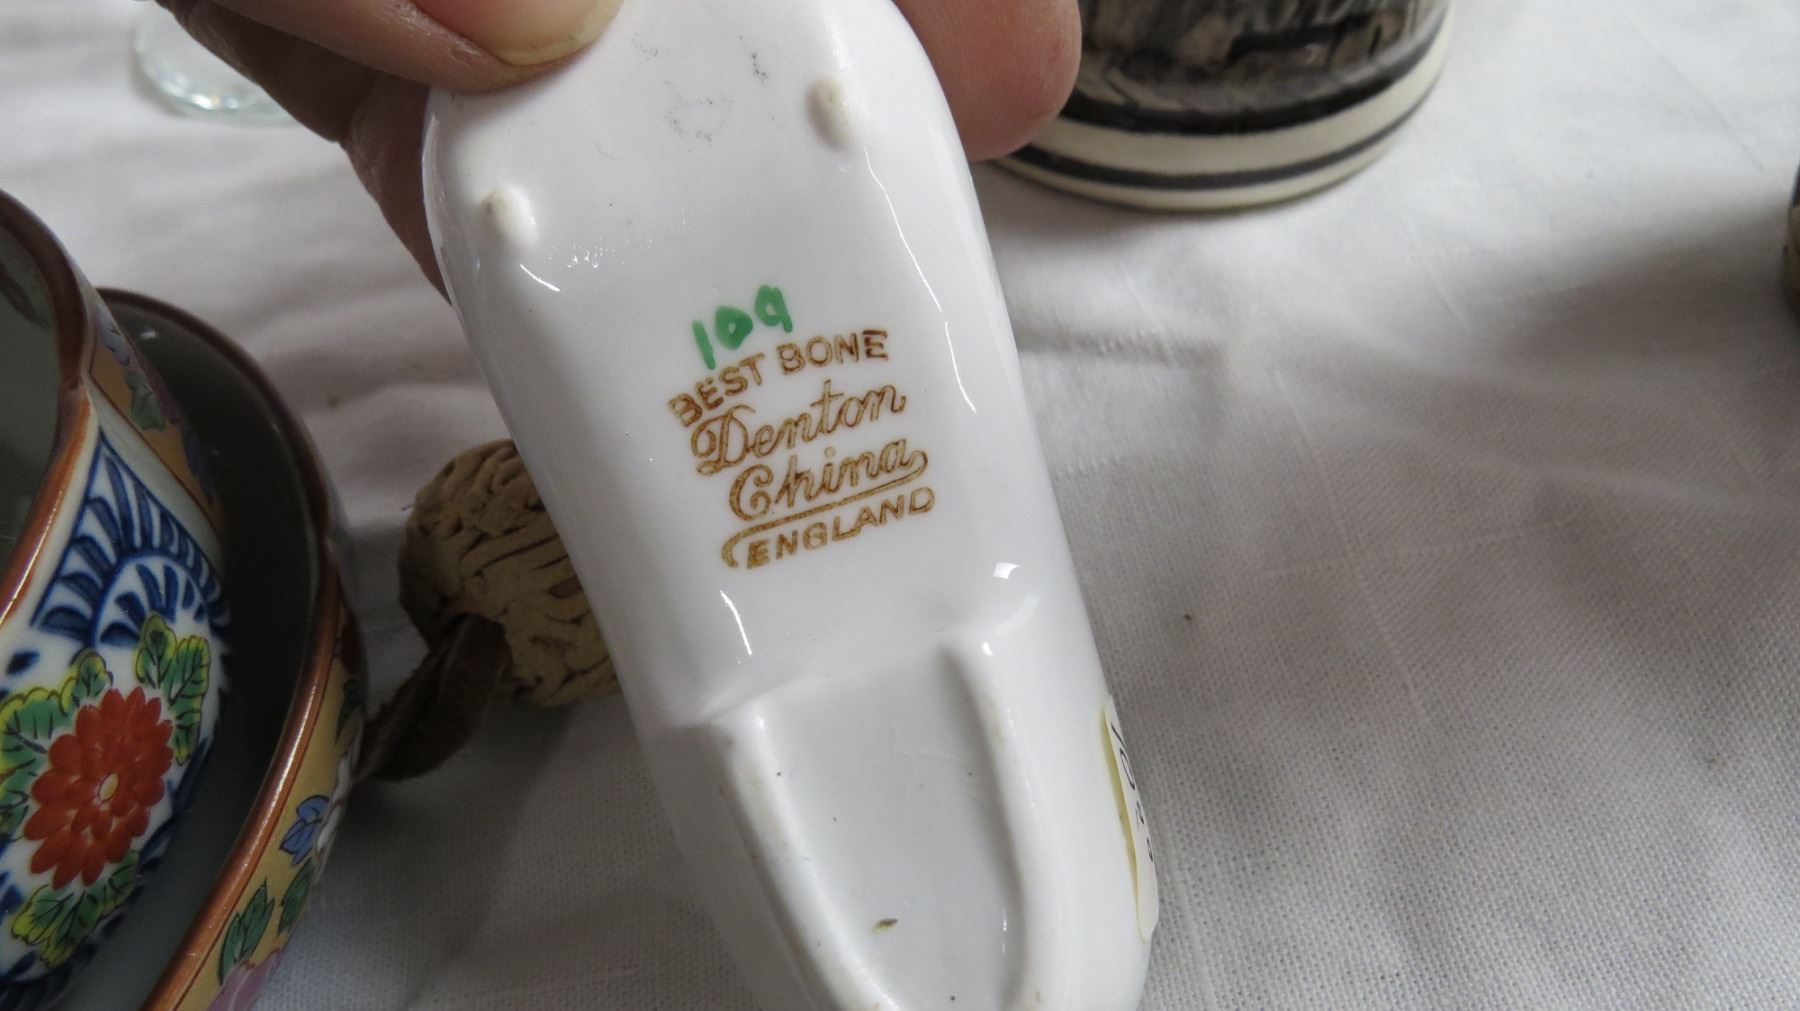 109
BEST BONE
Denton
China
ENGLAND